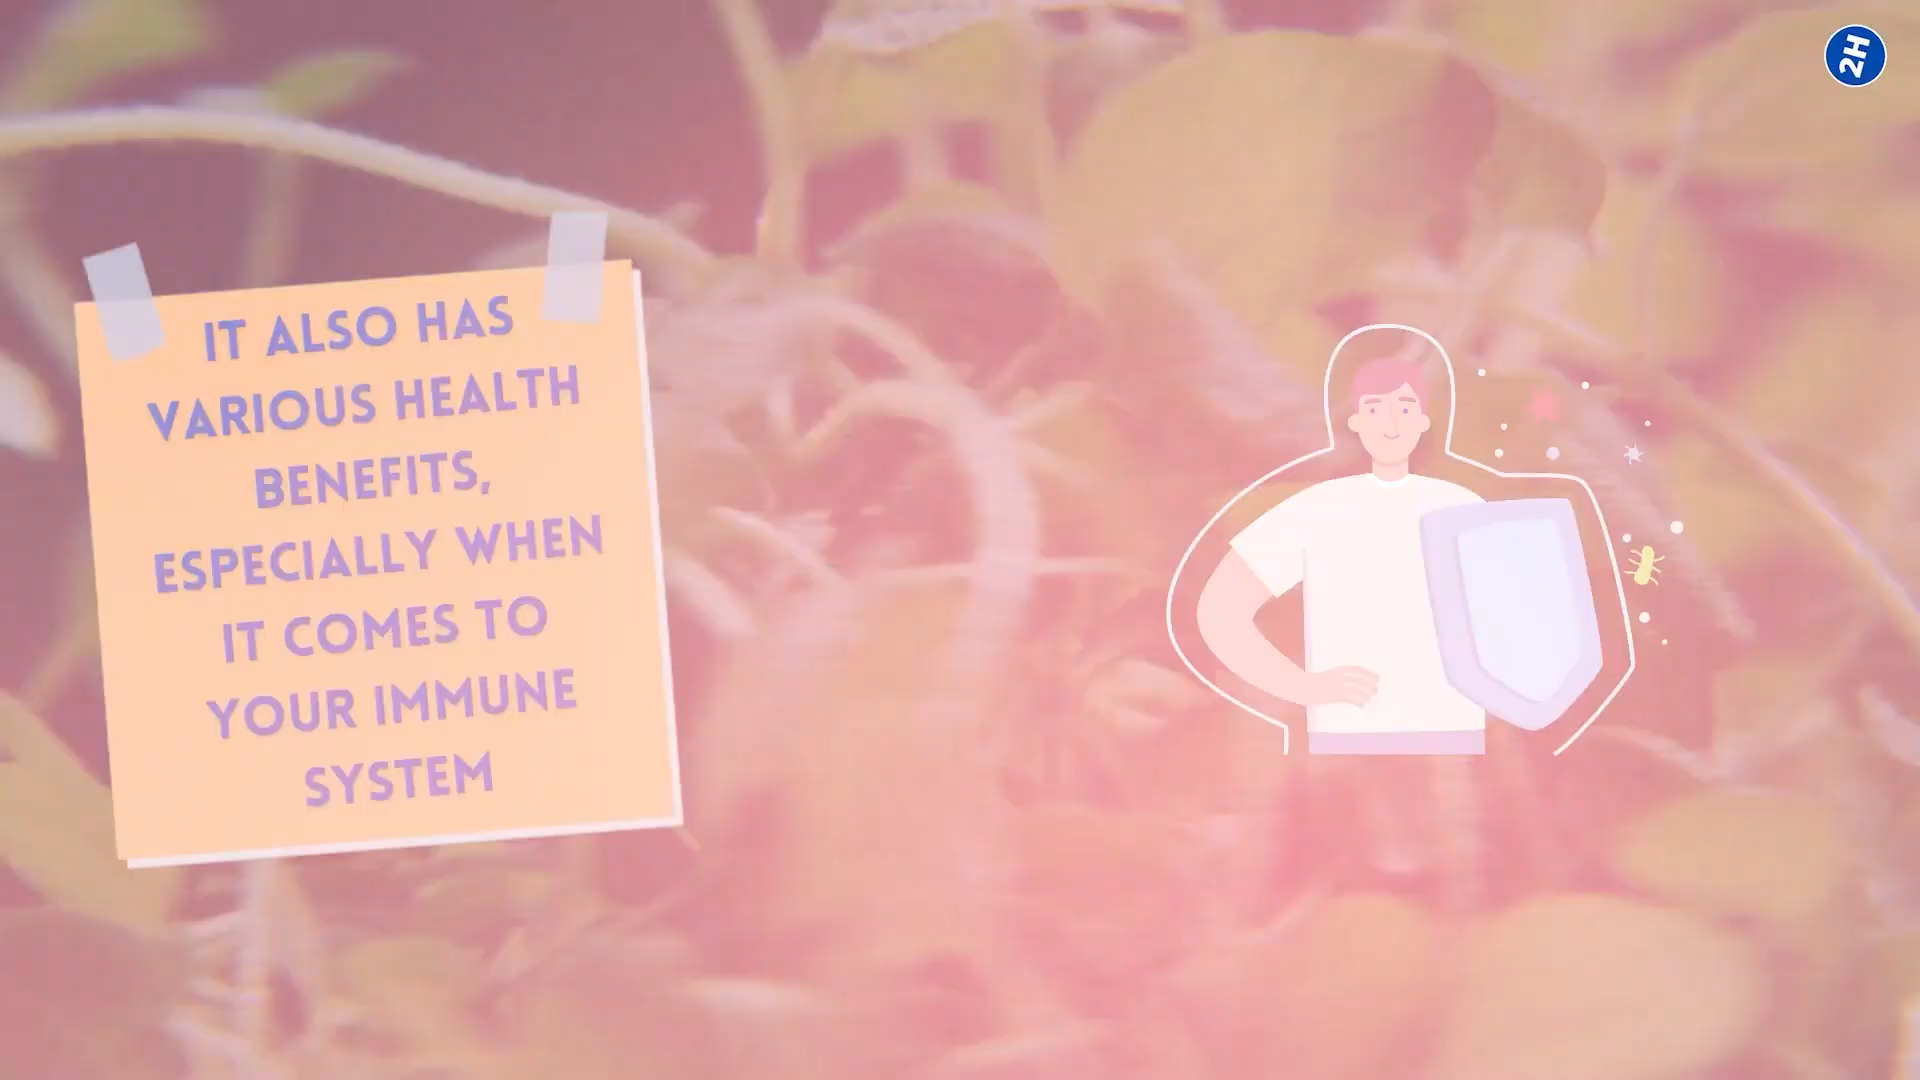 2H
IT ALSO HAS
VARIOUS HEALTH
BENEFITS,
ESPECIALLY WHEN
IT COMES TO
YOUR IMMUNE
SYSTEM